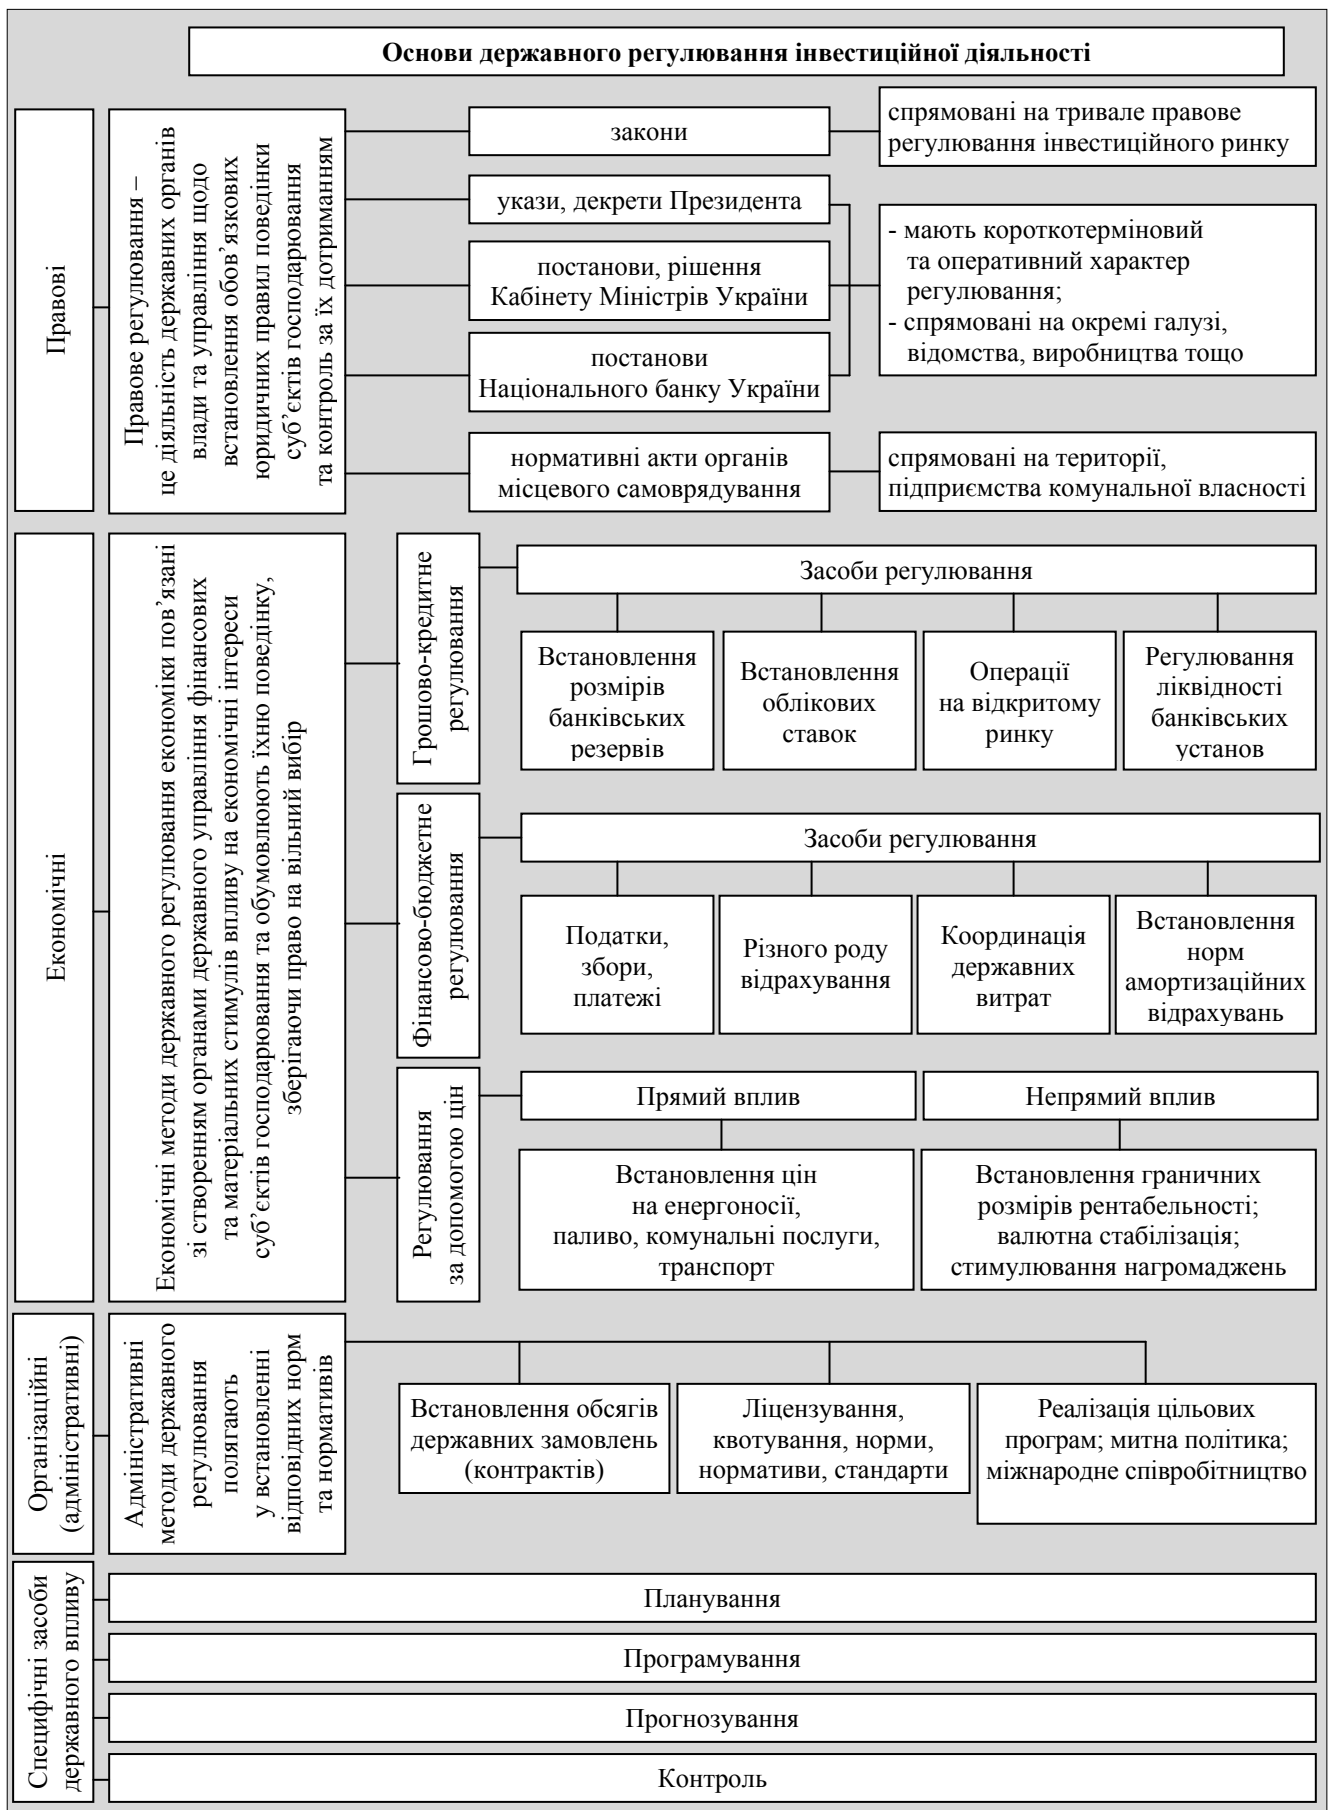 Основи державного регулювання інвестиційної діяльності
Правові
Правове регулювання –
це діяльність державних органів
влади та управління щодо
встановлення обов’язкових
юридичних правил поведінки
суб’єктів господарювання
та контроль за їх дотриманням
закони
спрямовані на тривале правове
регулювання інвестиційного ринку
укази, декрети Президента
постанови, рішення
Кабінету Міністрів України
постанови
Національного банку України
- мають короткотерміновий
та оперативний характер
регулювання;
- спрямовані на окремі галузі,
відомства, виробництва тощо
нормативні акти органів
місцевого самоврядування
спрямовані на території,
підприємства комунальної власності
Економічні
Економічні методи державного регулювання економіки пов’язані
зі створенням органами державного управління фінансових
та матеріальних стимулів впливу на економічні інтереси
суб’єктів господарювання та обумовлюють їхню поведінку,
зберігаючи право на вільний вибір
Грошово-кредитне
регулювання
Засоби регулювання
Встановлення
розмірів
банківських
резервів
Встановлення
облікових
ставок
Операції
на відкритому
ринку
Регулювання
ліквідності
банківських
установ
Фінансово-бюджетне
регулювання
Засоби регулювання
Податки,
збори,
платежі
Різного роду
відрахування
Координація
державних
витрат
Встановлення
норм
амортизаційних
відрахувань
Регулювання
за допомогою цін
Прямий вплив
Встановлення цін
на енергоносії,
паливо, комунальні послуги,
транспорт
Непрямий вплив
Встановлення граничних
розмірів рентабельності;
валютна стабілізація;
стимулювання нагромаджень
Організаційні
(адміністративні)
Адміністративні
методи державного
регулювання
полягають
у встановленні
відповідних норм
та нормативів
Встановлення обсягів
державних замовлень
(контрактів)
Ліцензування,
квотування, норми,
нормативи, стандарти
Реалізація цільових
програм; митна політика;
міжнародне співробітництво
Специфічні засоби
державного впливу
Планування
Програмування
Прогнозування
Контроль